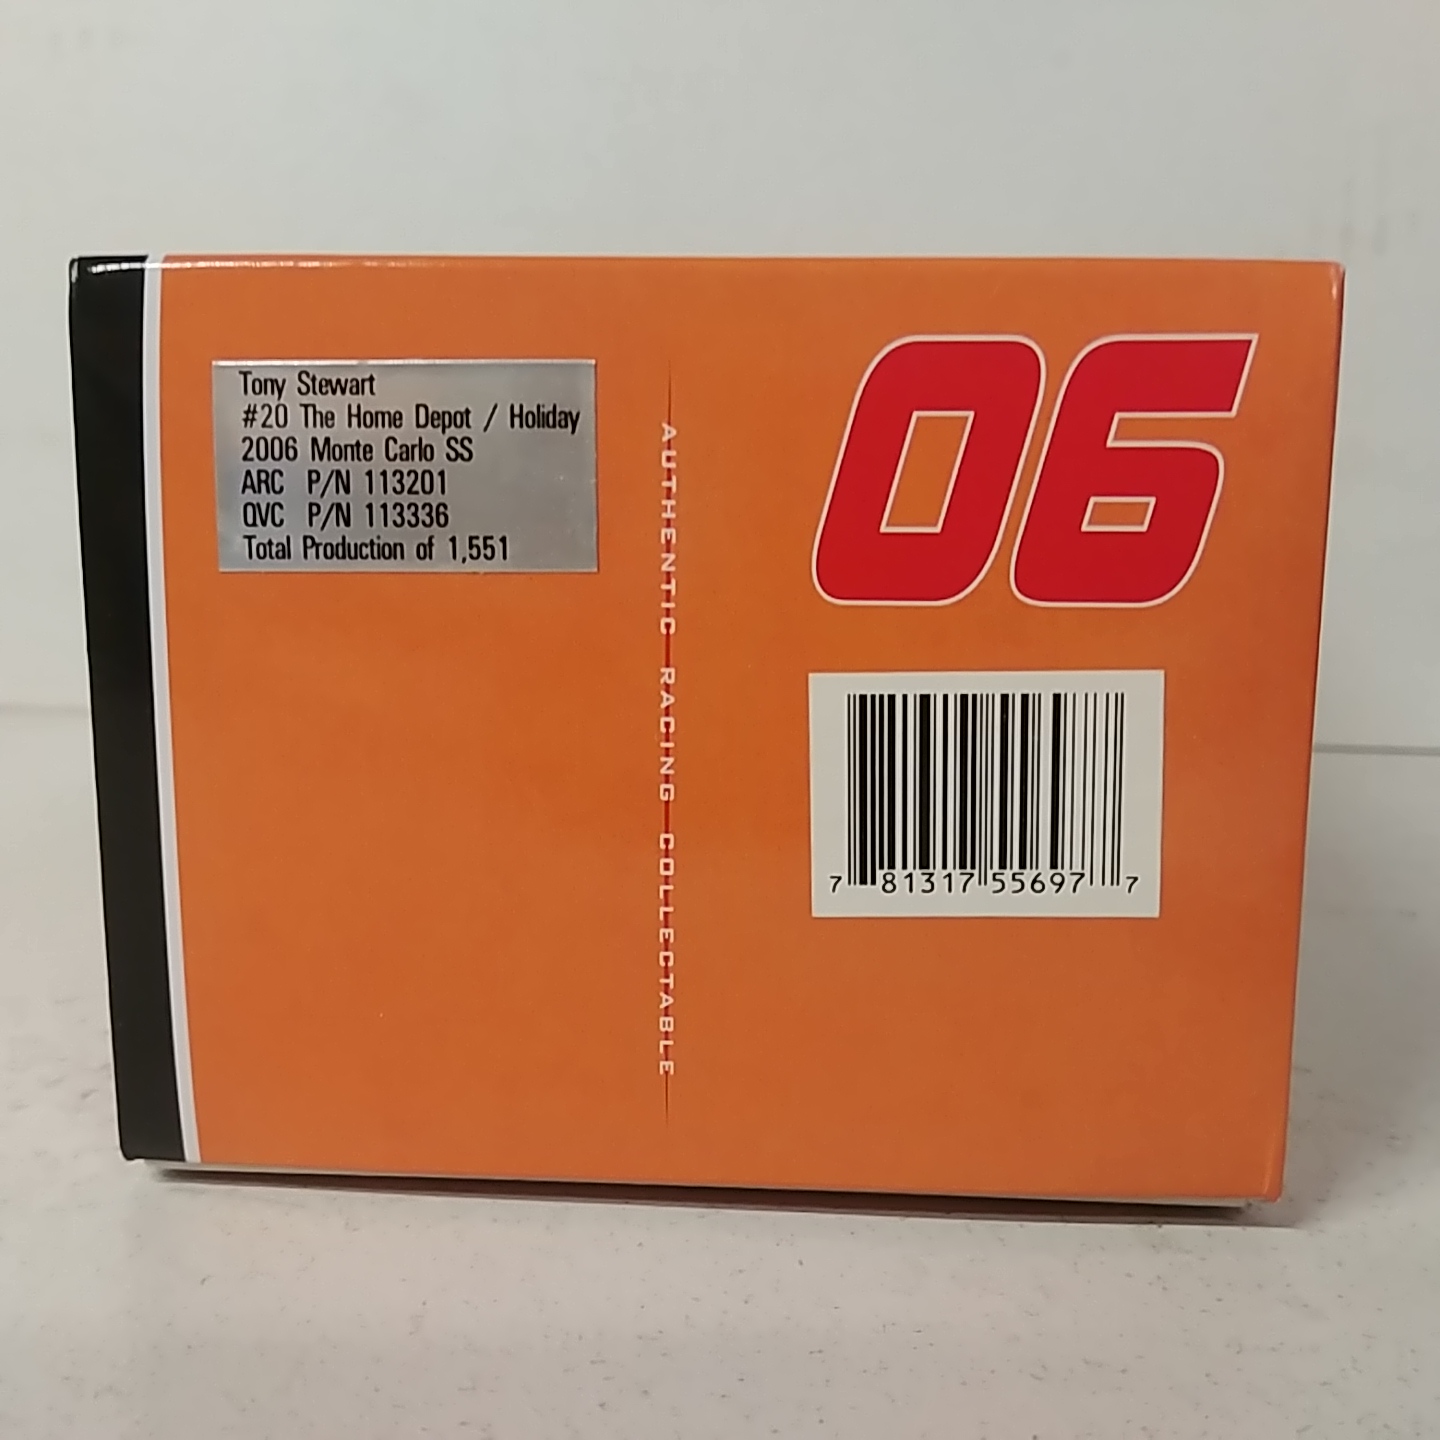 Tony Stewart
#20 The Home Depot / Holiday
2006 Monte Carlo SS
ARC P/N 113201
QVC P/N 113336
Total Production of 1,551
AUTHENTIC RACING COLLECTABLE
06
7 81317 55697 7